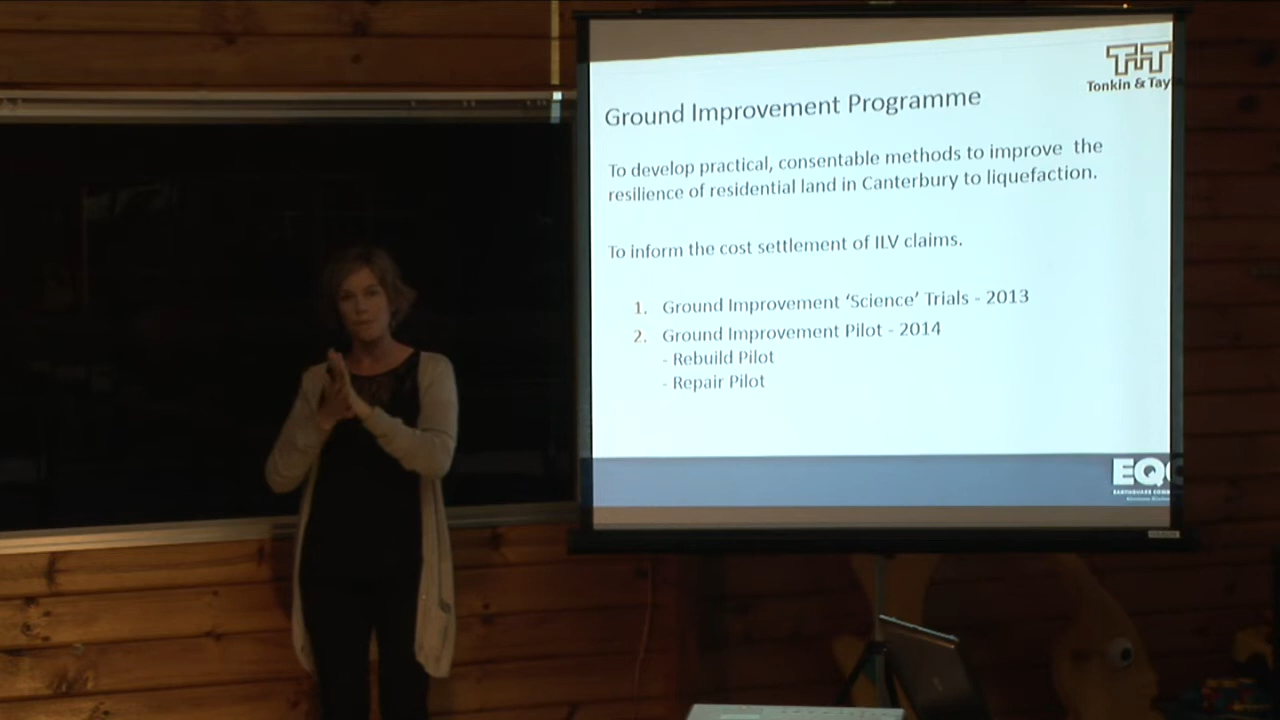 Tonkin & Tay
Ground Improvement Programme
To develop practical, consentable methods to improve the
resilience of residential land in Canterbury to liquefaction.
To inform the cost settlement of ILV claims.
1. Ground Improvement ‘Science’ Trials - 2013
2. Ground Improvement Pilot - 2014
- Rebuild Pilot
- Repair Pilot
EQC